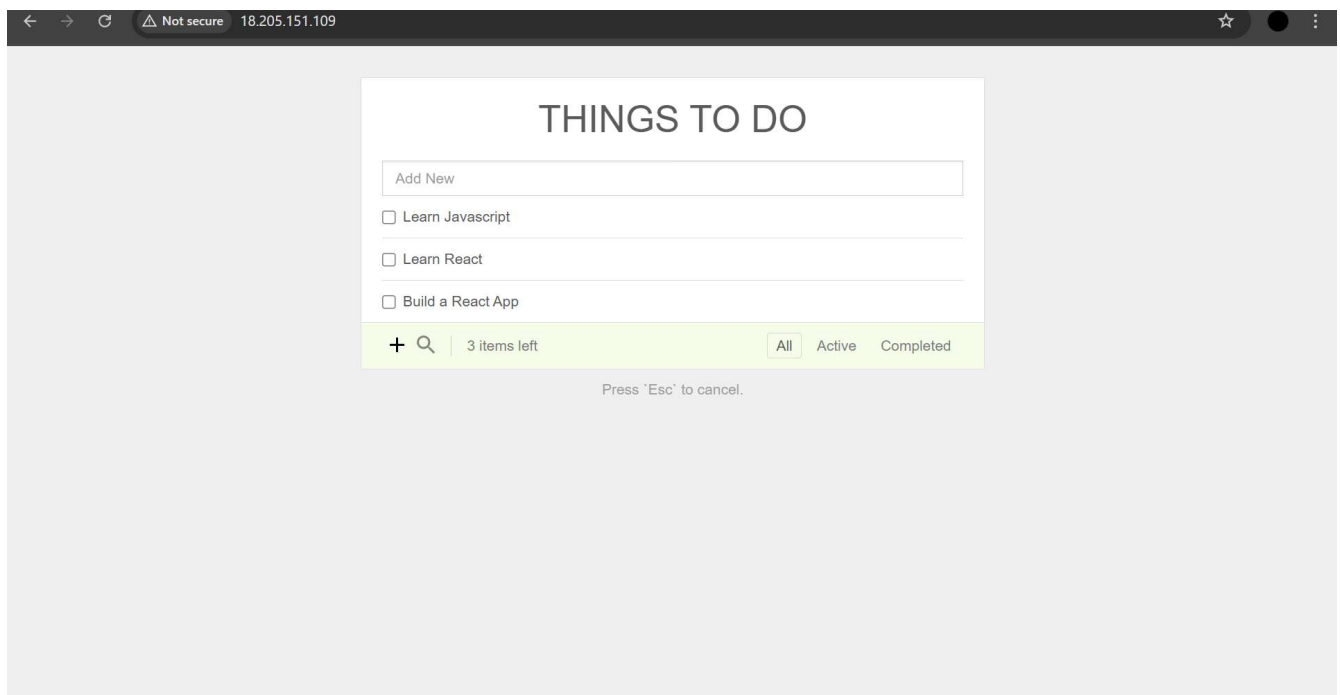 Not secure 18.205.151.109
THINGS TO DO
Add New
Learn Javascript
Learn React
Build a React App
3 items left All Active Completed
Press `Esc` to cancel.